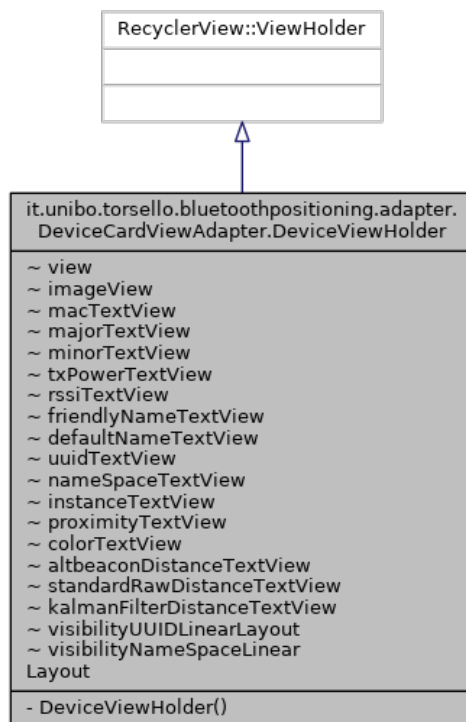 RecyclerView::ViewHolder
it.unibo.torsello.bluetoothpositioning.adapter.
DeviceCardViewAdapter.DeviceViewHolder
~ view
~ imageView
~ macTextView
~ majorTextView
~ minorTextView
~ txPowerTextView
~ rssiTextView
~ friendlyNameTextView
~ defaultNameTextView
~ uuidTextView
~ nameSpaceTextView
~ instanceTextView
~ proximityTextView
~ colorTextView
~ altbeaconDistanceTextView
~ standardRawDistanceTextView
~ kalmanFilterDistanceTextView
~ visibilityUUIDLinearLayout
~ visibilityNameSpaceLinear
Layout
- DeviceViewHolder()